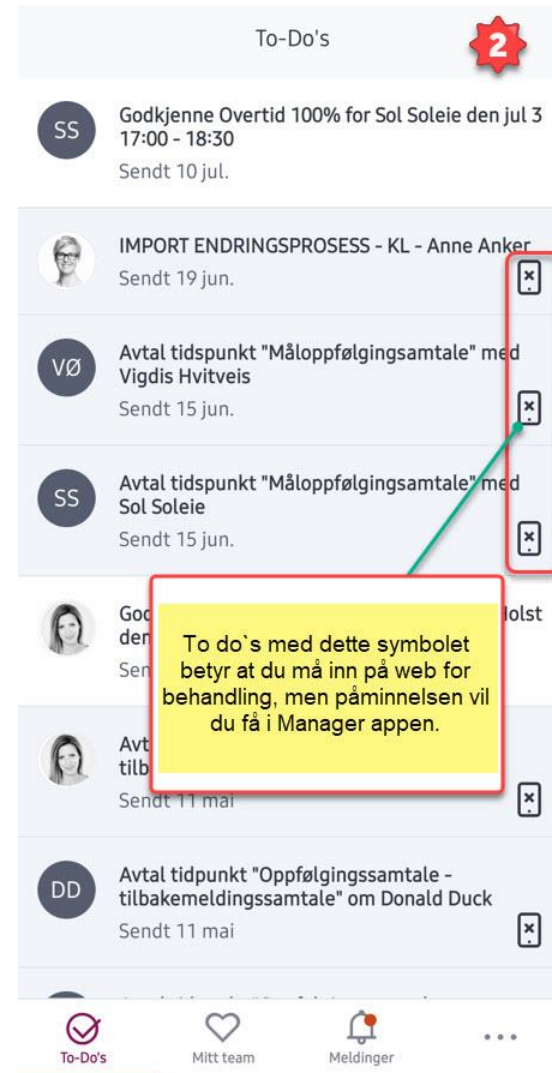 To-Do's
2
SS
Godkjenne Overtid 100% for Sol Soleie den jul 3
17:00 - 18:30
Sendt 10 jul.
IMPORT ENDRINGSPROSESS - KL - Anne Anker
Sendt 19 jun.
VØ
Avtal tidspunkt "Måloppfølgingsamtale" med
Vigdis Hvitveis
Sendt 15 jun.
SS
Avtal tidspunkt "Måloppfølgingsamtale" med
Sol Soleie
Sendt 15 jun.
To do`s med dette symbolet
betyr at du må inn på web for
behandling, men påminnelsen vil
du få i Manager appen.
Sendt 11 mai
DD
Avtal tidpunkt "Oppfølgingssamtale -
tilbakemeldingssamtale" om Donald Duck
Sendt 11 mai
To-Do's
Mitt team
Meldinger